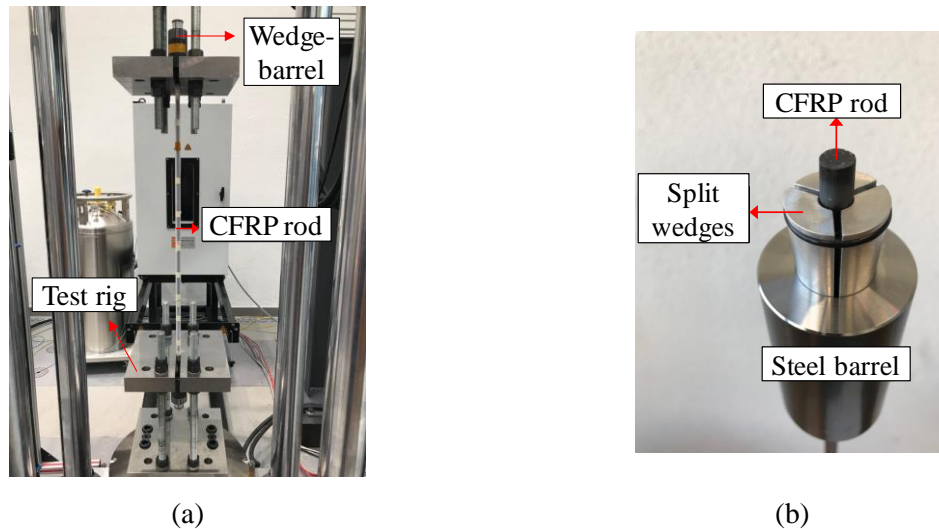 Wedge-
barrel
CFRP rod
Test rig
(a)
CFRP rod
Split
wedges
Steel barrel
(b)